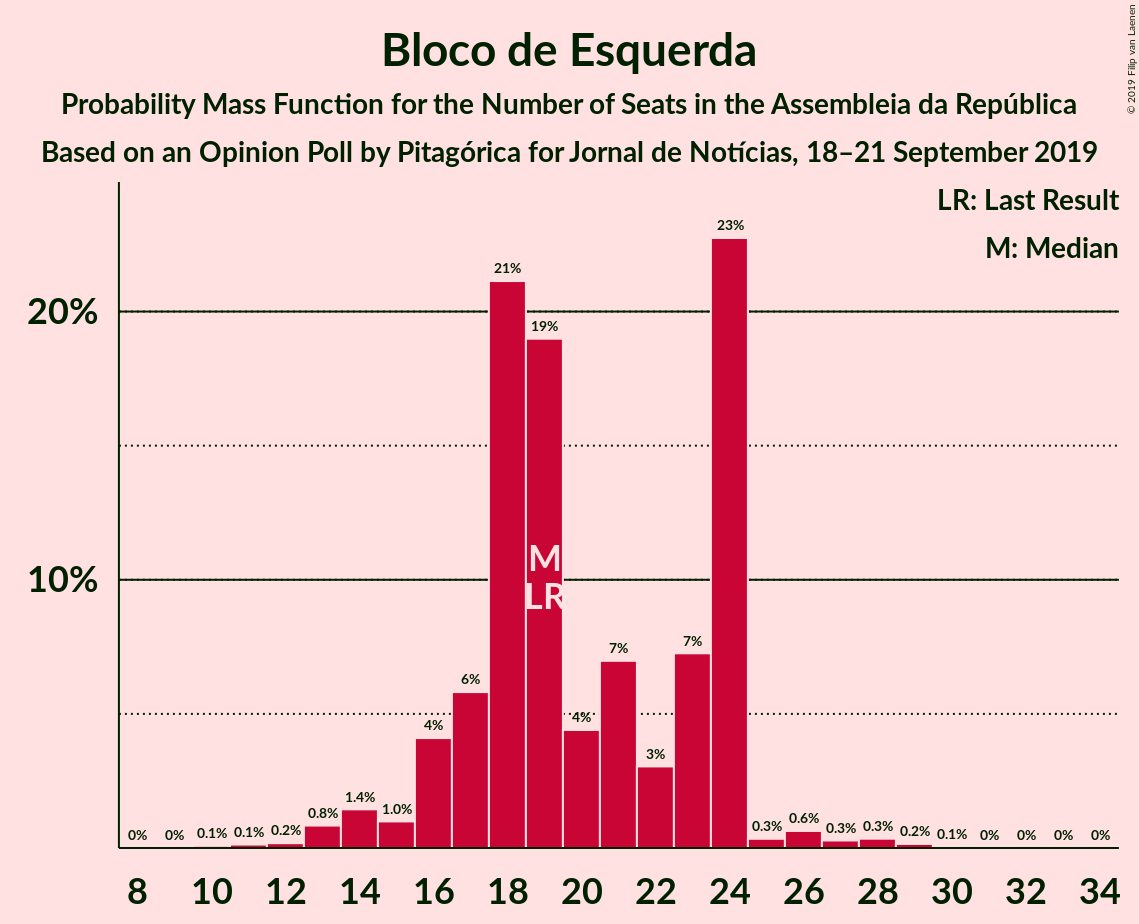 Bloco de Esquerda
Probability Mass Function for the Number of Seats in the Assembleia da República
Based on an Opinion Poll by Pitagórica for Jornal de Notícias, 18–21 September 2019
© 2019 Filip van Laenen
LR: Last Result
M: Median
20%
10%
0% 0% 0.1% 0.1% 0.2% 0.8% 1.4% 1.0% 4% 6% 21% 19% 4% 7% 3% 7% 23% 0.3% 0.6% 0.3% 0.3% 0.2% 0.1% 0% 0% 0% 0%
M
LR
8 10 12 14 16 18 20 22 24 26 28 30 32 34